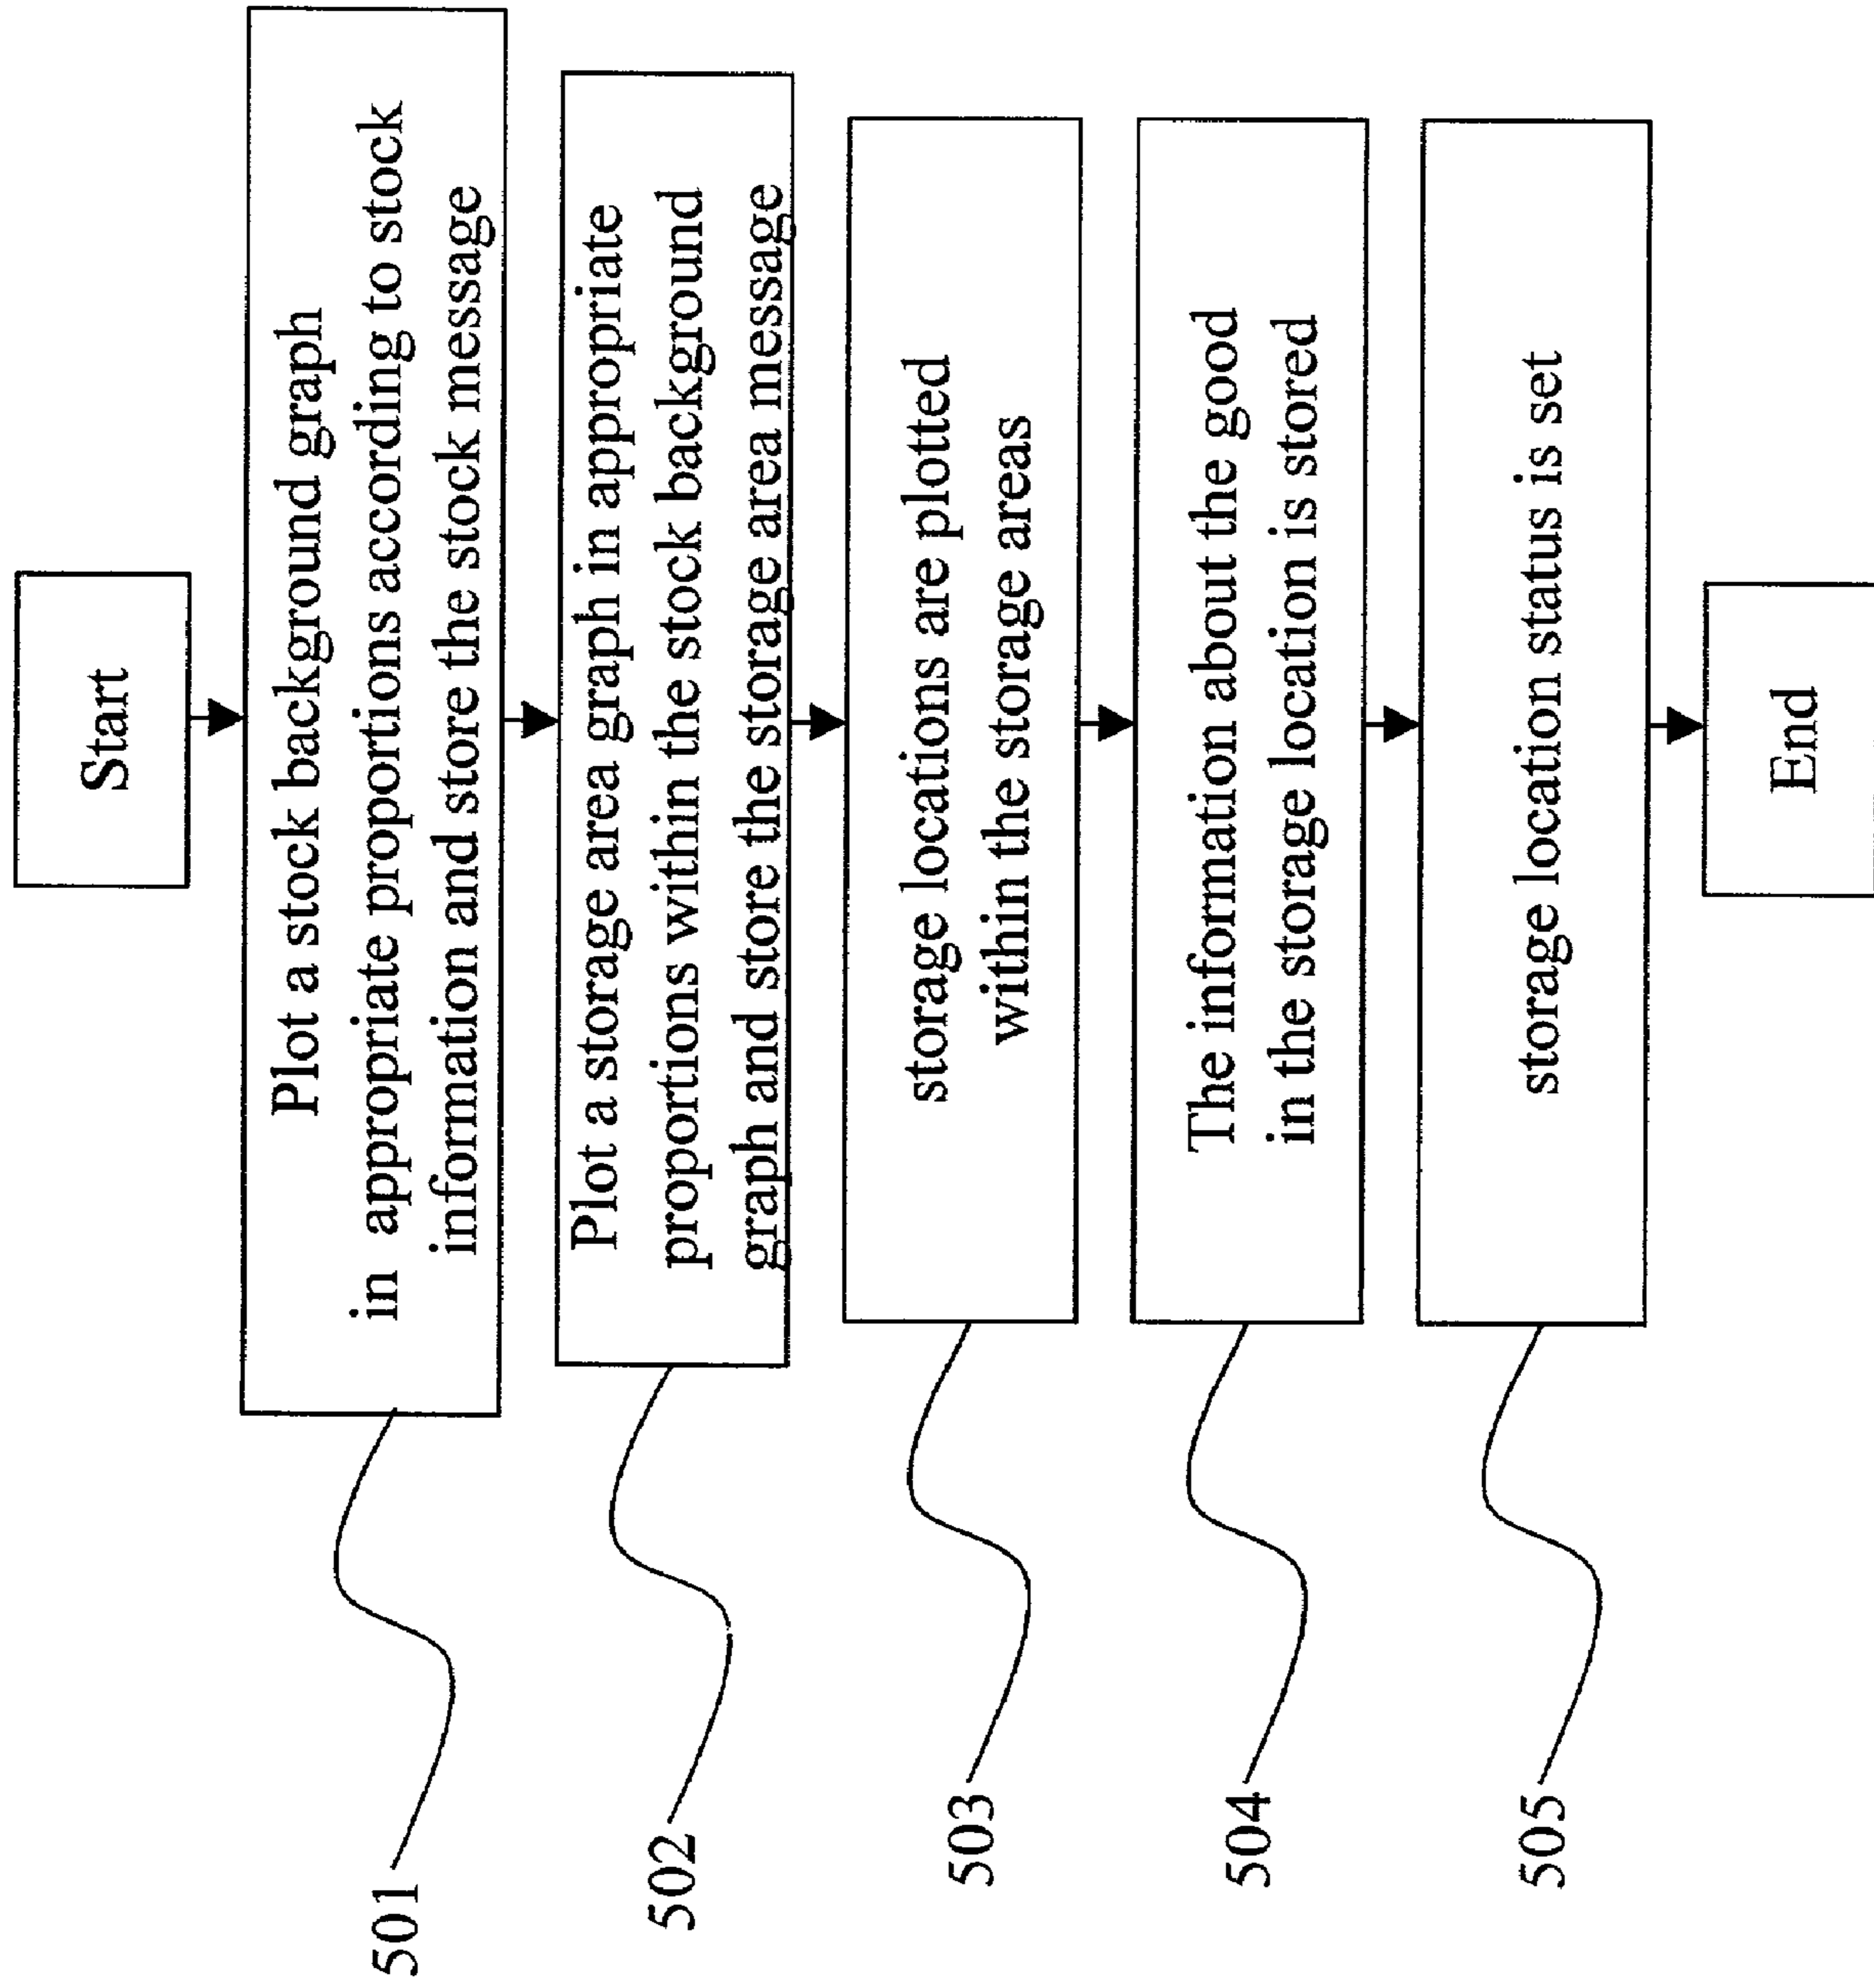 Start
Plot a stock background graph
in appropriate proportions according to stock
information and store the stock message
501
Plot a storage area graph in appropriate
proportions within the stock background
graph and store the storage area message
502
storage locations are plotted
within the storage areas
503
The information about the good
in the storage location is stored
504
storage location status is set
505
End